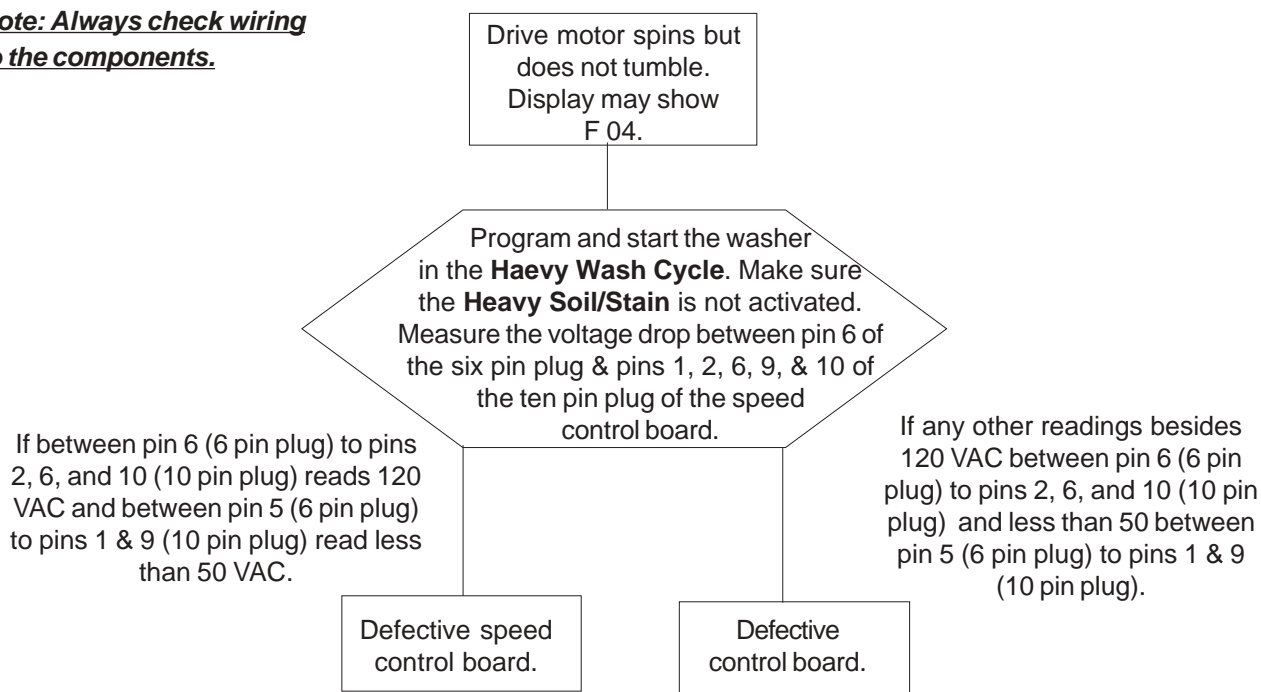 ote: Always check wiring
o the components.
Drive motor spins but
does not tumble.
Display may show
F 04.
Program and start the washer
in the Haevy Wash Cycle. Make sure
the Heavy Soil/Stain is not activated.
Measure the voltage drop between pin 6 of
the six pin plug & pins 1, 2, 6, 9, & 10 of
the ten pin plug of the speed
control board.
If between pin 6 (6 pin plug) to pins
2, 6, and 10 (10 pin plug) reads 120
VAC and between pin 5 (6 pin plug)
to pins 1 & 9 (10 pin plug) read less
than 50 VAC.
If any other readings besides
120 VAC between pin 6 (6 pin
plug) to pins 2, 6, and 10 (10 pin
plug) and less than 50 between
pin 5 (6 pin plug) to pins 1 & 9
(10 pin plug).
Defective speed
control board.
Defective
control board.